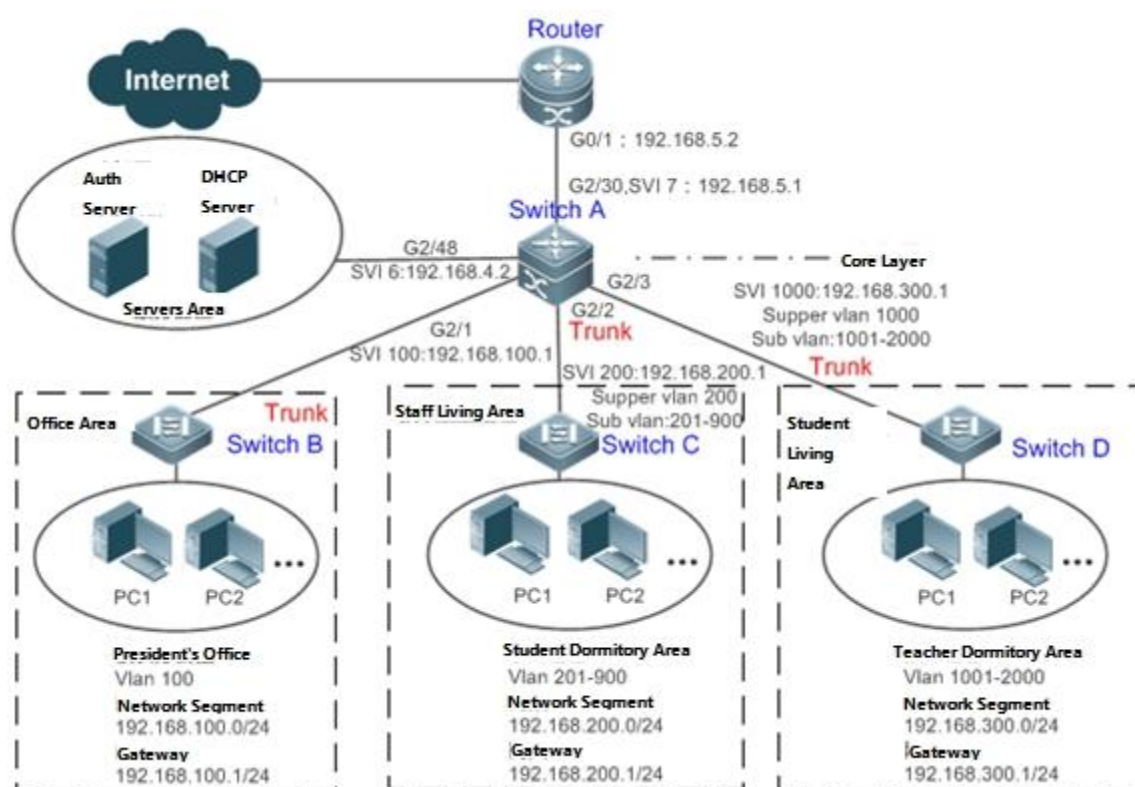 Router
Internet
G0/1：192.168.5.2
Auth
Server
DHCP
Server
Servers Area
G2/30,SVI 7：192.168.5.1
Switch A
G2/48
SVI 6:192.168.4.2
Core Layer
G2/3
SVI 1000:192.168.300.1
Supper vlan 1000
Sub vlan:1001-2000
Trunk
G2/2
Trunk
G2/1
SVI 100:192.168.100.1
SVI 200:192.168.200.1
Supper vlan 200
Sub vlan:201-900
Office Area
Trunk
Switch B
PC1
PC2
...
President's Office
Vlan 100
Network Segment
192.168.100.0/24
Gateway
192.168.100.1/24
Staff Living Area
Switch C
PC1
PC2
...
Student Dormitory Area
Vlan 201-900
Network Segment
192.168.200.0/24
Gateway
192.168.200.1/24
Student
Living
Area
Switch D
PC1
PC2
...
Teacher Dormitory Area
Vlan 1001-2000
Network Segment
192.168.300.0/24
Gateway
192.168.300.1/24